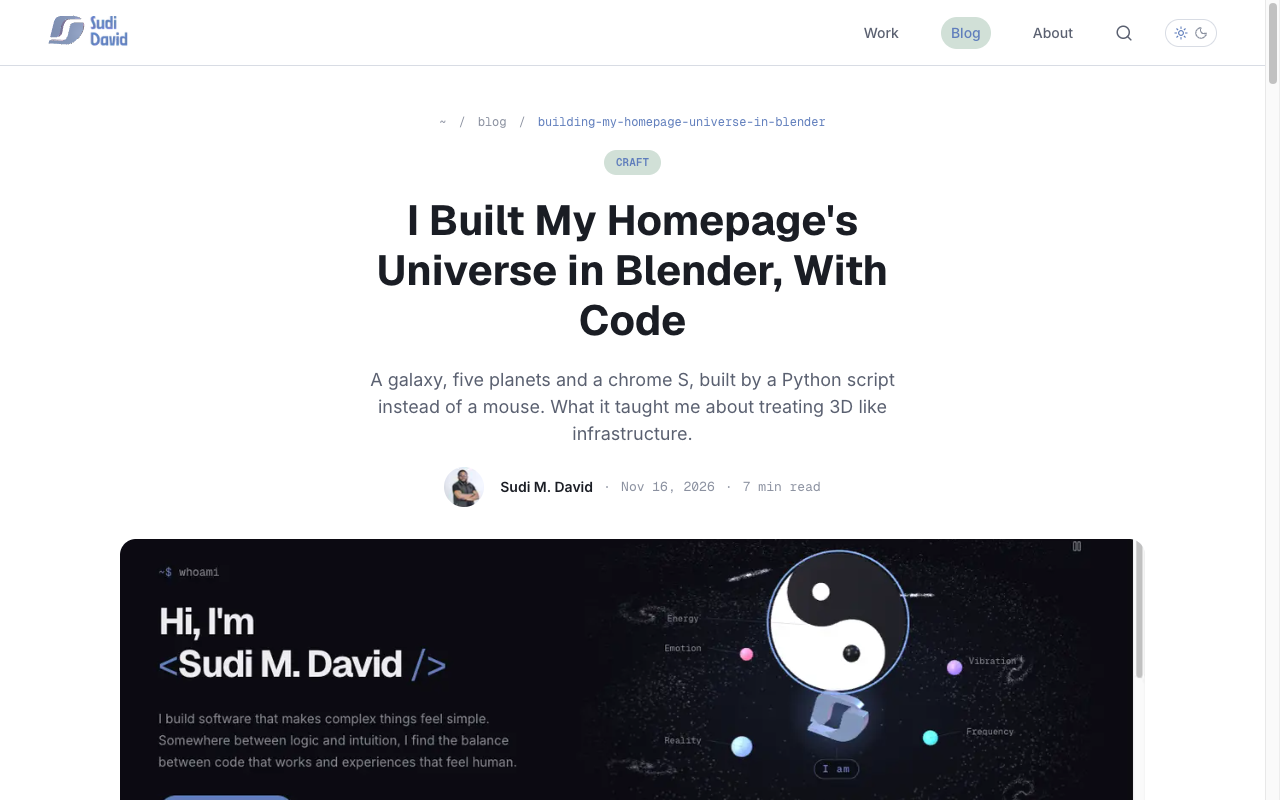 Sudi
David
Work
Blog
About
~ / blog / building-my-homepage-universe-in-blender
CRAFT
I Built My Homepage's
Universe in Blender, With
Code
A galaxy, five planets and a chrome S, built by a Python script
instead of a mouse. What it taught me about treating 3D like
infrastructure.
Sudi M. David · Nov 16, 2026 · 7 min read
~$ whoami
Hi, I'm
<Sudi M. David />
I build software that makes complex things feel simple.
Somewhere between logic and intuition, I find the balance
between code that works and experiences that feel human.
Energy
Emotion
Vibration
Reality
Frequency
I am